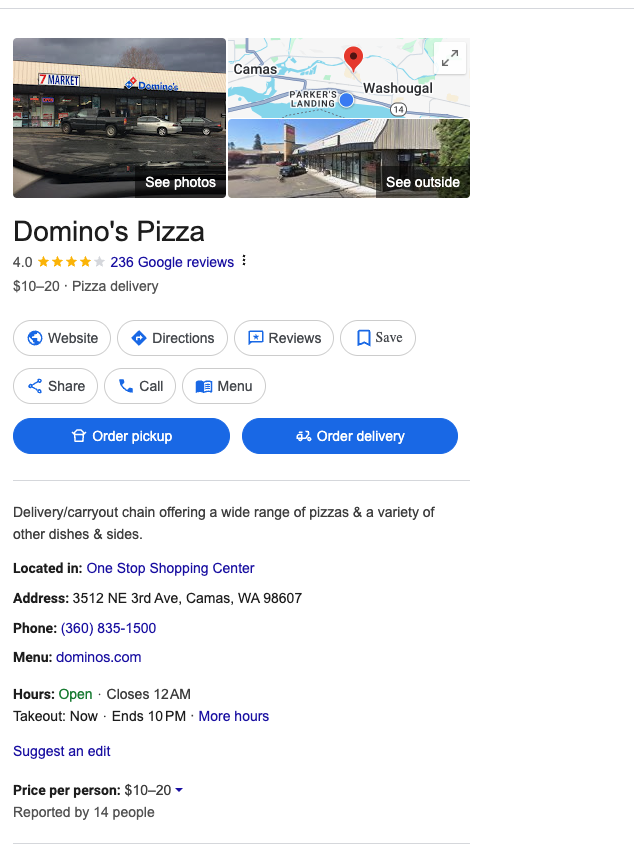 7 MARKET
Domino's
Camas
Washougal
PARKER'S
LANDING
14
See photos
See outside
Domino's Pizza
4.0 236 Google reviews
$10–20 · Pizza delivery
Website Directions Reviews Save
Share Call Menu
Order pickup Order delivery
Delivery/carryout chain offering a wide range of pizzas & a variety of
other dishes & sides.
Located in: One Stop Shopping Center
Address: 3512 NE 3rd Ave, Camas, WA 98607
Phone: (360) 835-1500
Menu: dominos.com
Hours: Open · Closes 12 AM
Takeout: Now · Ends 10 PM · More hours
Suggest an edit
Price per person: $10–20
Reported by 14 people